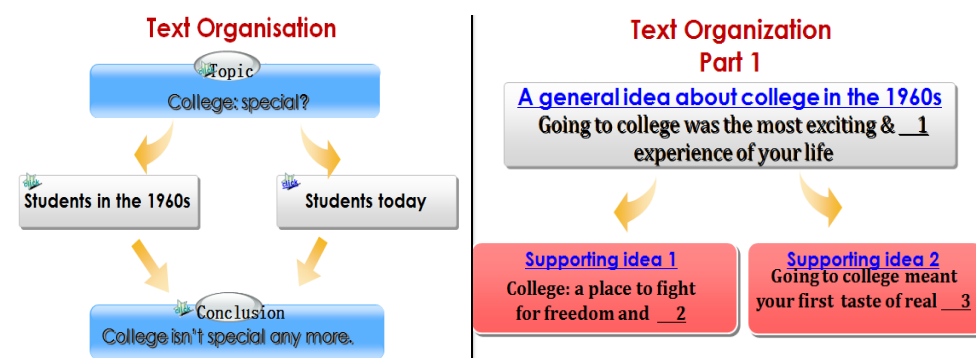 Text Organisation
Topic
College: special?
Students in the 1960s
Students today
Conclusion
College isn't special any more.
Text Organization
Part 1
A general idea about college in the 1960s
Going to college was the most exciting & __1
experience of your life
Supporting idea 1
College: a place to fight
for freedom and __2
Supporting idea 2
Going to college meant
your first taste of real __3